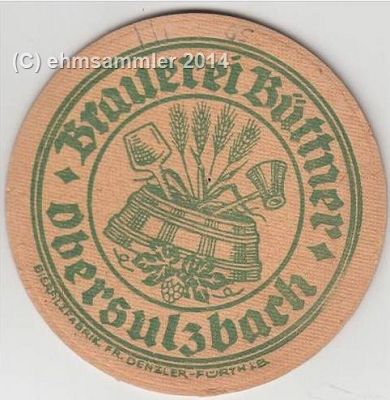 (C) ehmsammler 2014
Brauerei Büttner
Obersulzbach
BIERFILZFABRIK FR. DENZLER-FÜRTH i.B.